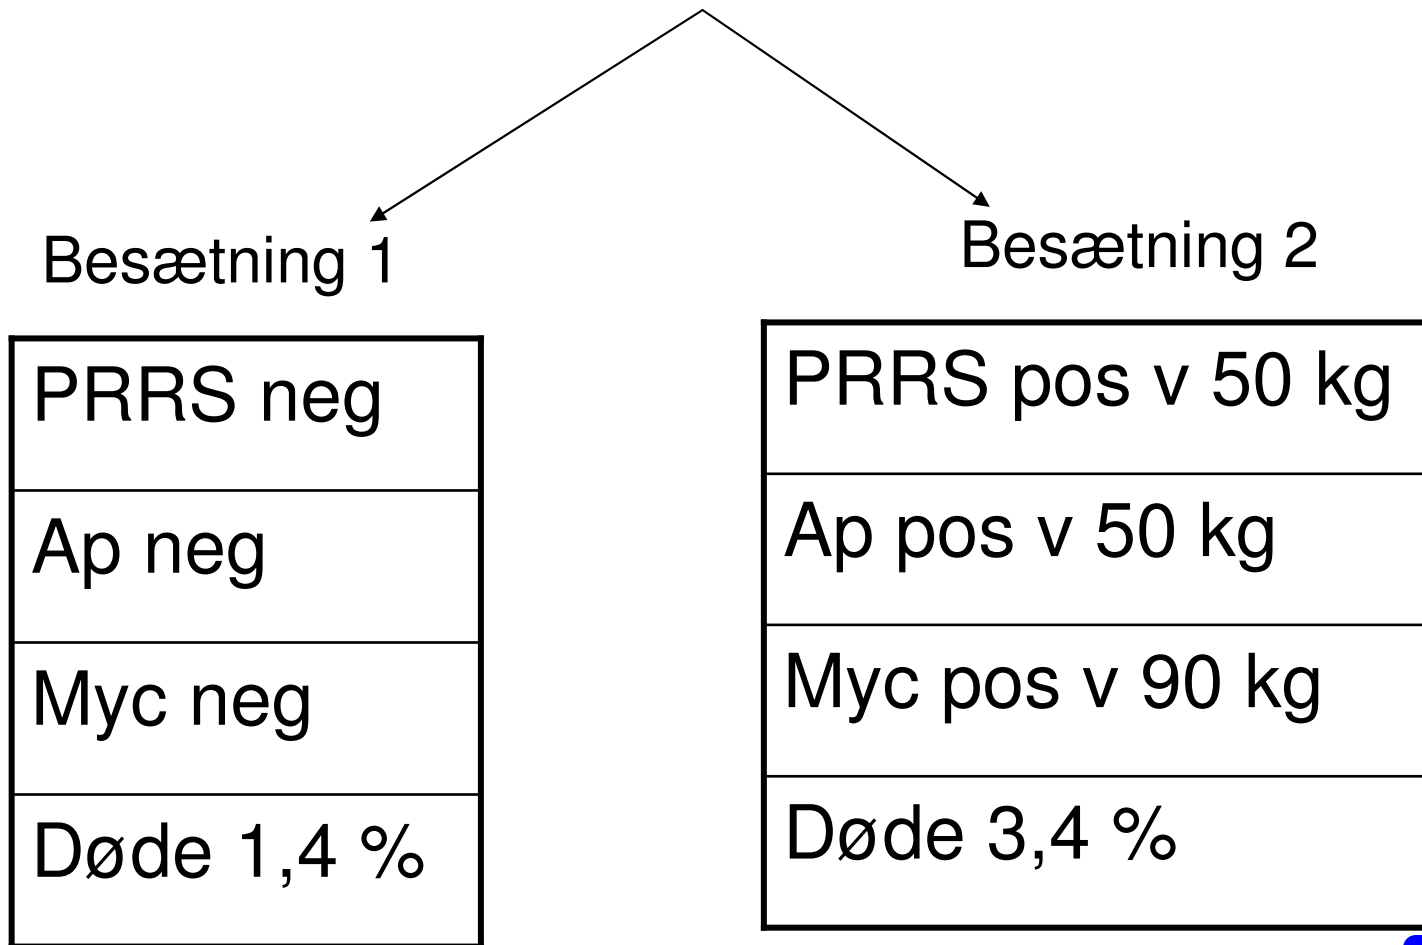 Besætning 1
PRRS neg
Ap neg
Myc neg
Døde 1,4 %
Besætning 2
PRRS pos v 50 kg
Ap pos v 50 kg
Myc pos v 90 kg
Døde 3,4 %